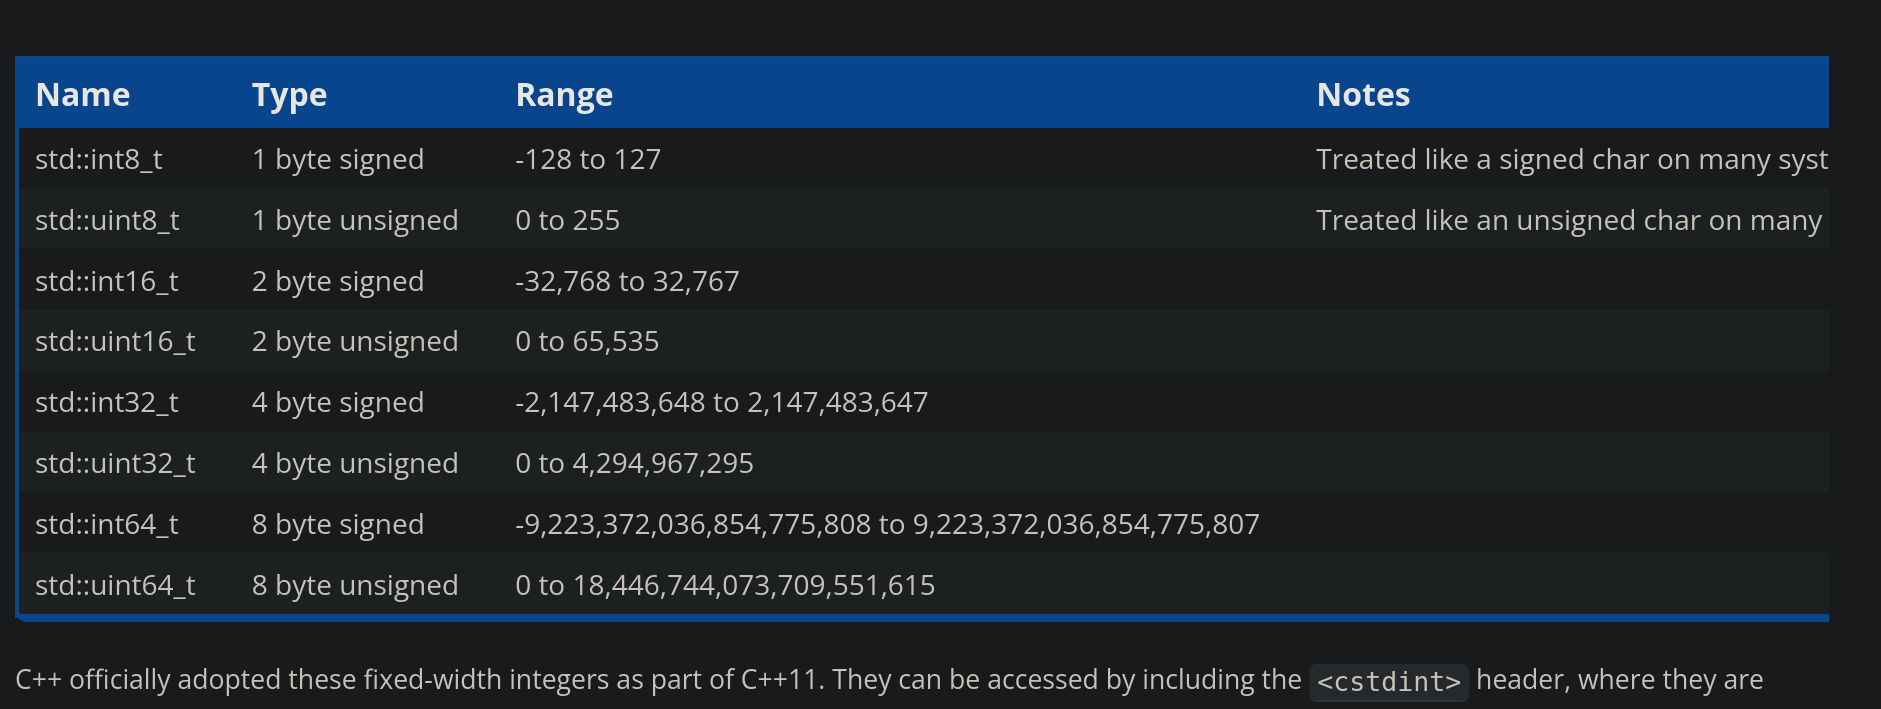 Name Type Range Notes
std::int8_t 1 byte signed -128 to 127 Treated like a signed char on many syst
std::uint8_t 1 byte unsigned 0 to 255 Treated like an unsigned char on many
std::int16_t 2 byte signed -32,768 to 32,767
std::uint16_t 2 byte unsigned 0 to 65,535
std::int32_t 4 byte signed -2,147,483,648 to 2,147,483,647
std::uint32_t 4 byte unsigned 0 to 4,294,967,295
std::int64_t 8 byte signed -9,223,372,036,854,775,808 to 9,223,372,036,854,775,807
std::uint64_t 8 byte unsigned 0 to 18,446,744,073,709,551,615
C++ officially adopted these fixed-width integers as part of C++11. They can be accessed by including the <cstdint> header, where they are